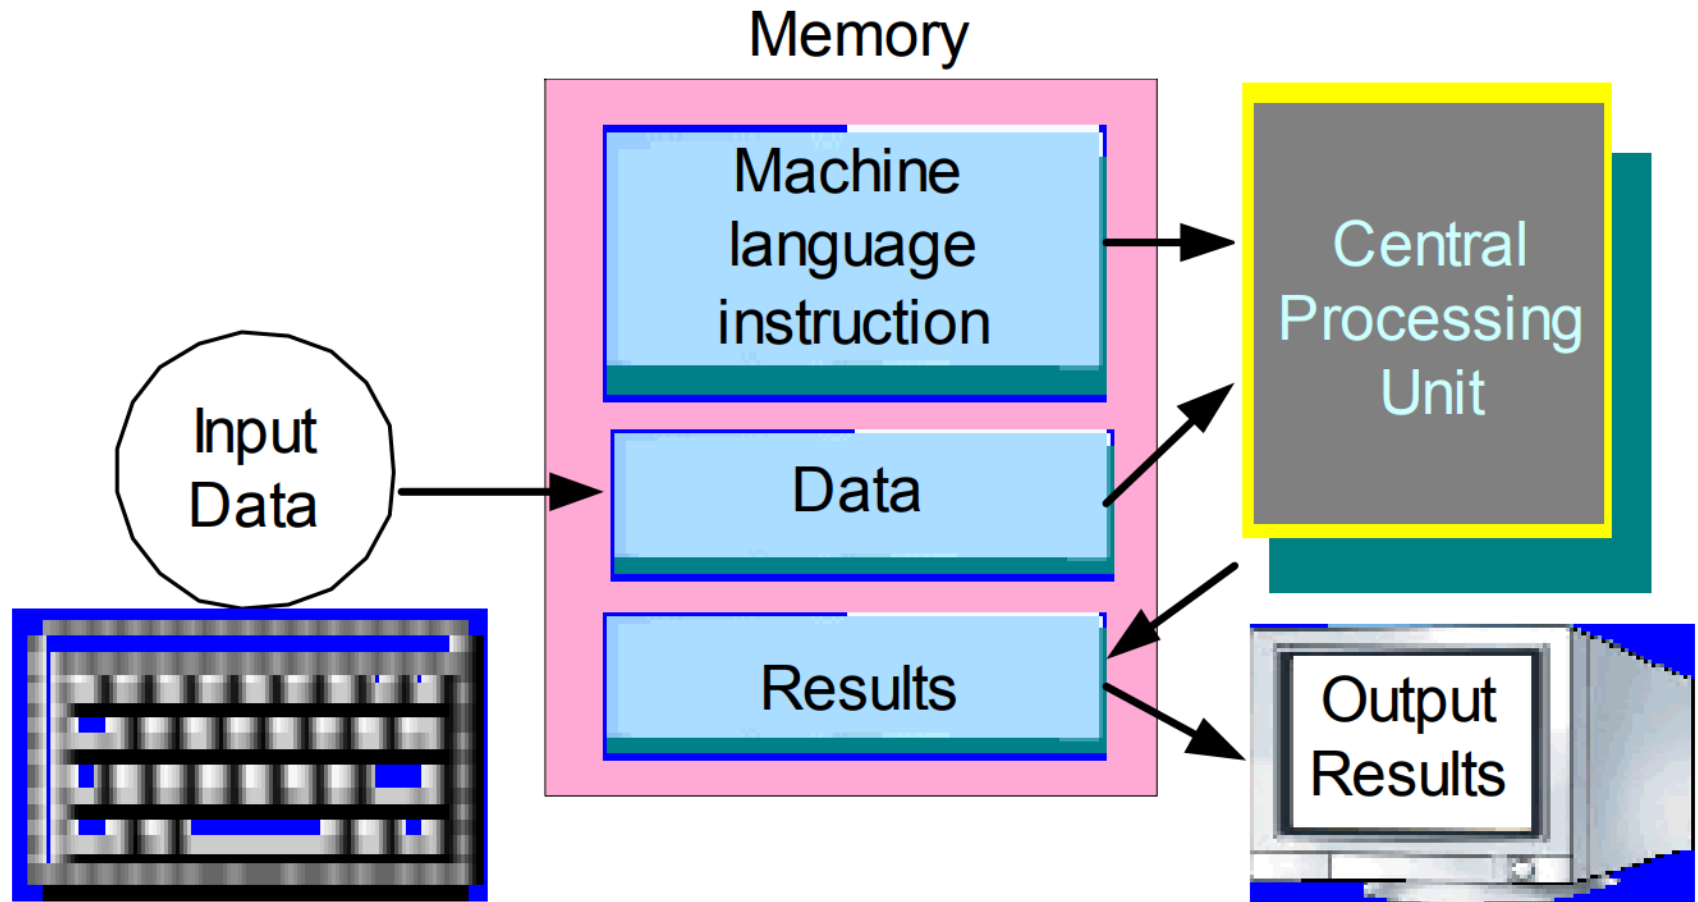 Memory
Machine
language
instruction
Central
Processing
Unit
Input
Data
Data
Results
Output
Results